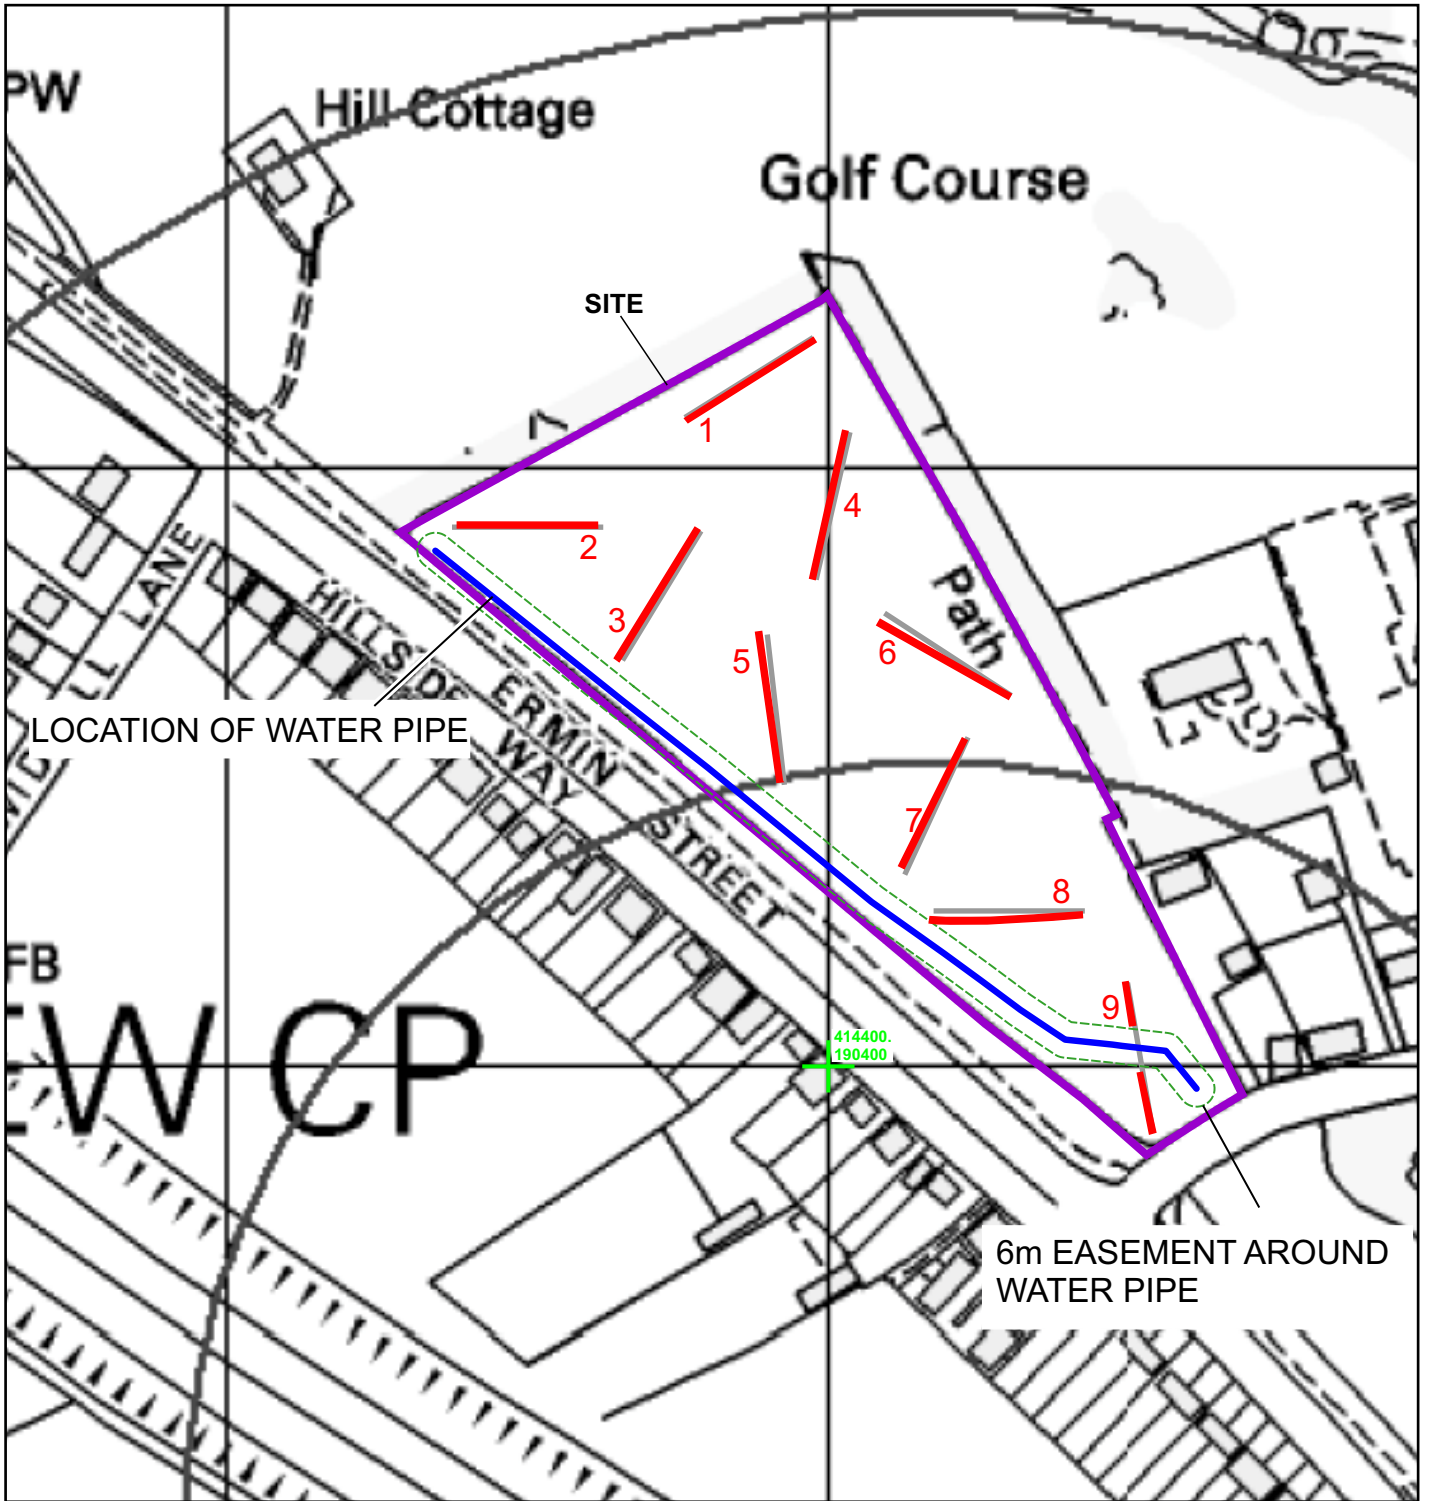 PW
Hill Cottage
Golf Course
SITE
1
4
2
LANE
3
Path
HILLSIDE
5
6
ERMIN
LOCATION OF WATER PIPE
WAY
7
STREET
8
FB
9
W CP
414400.
190400
6m EASEMENT AROUND
WATER PIPE